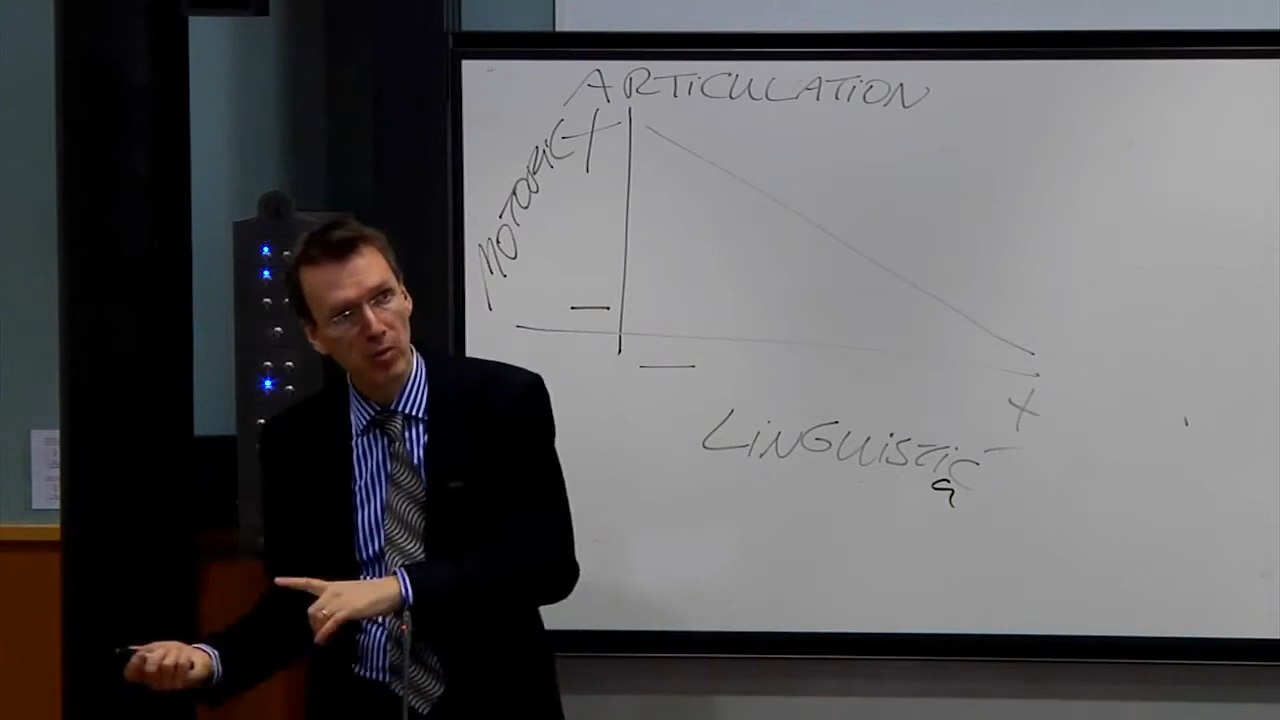 ARTICULATION
MOTORIC +
—
—
+
LINGUISTIC